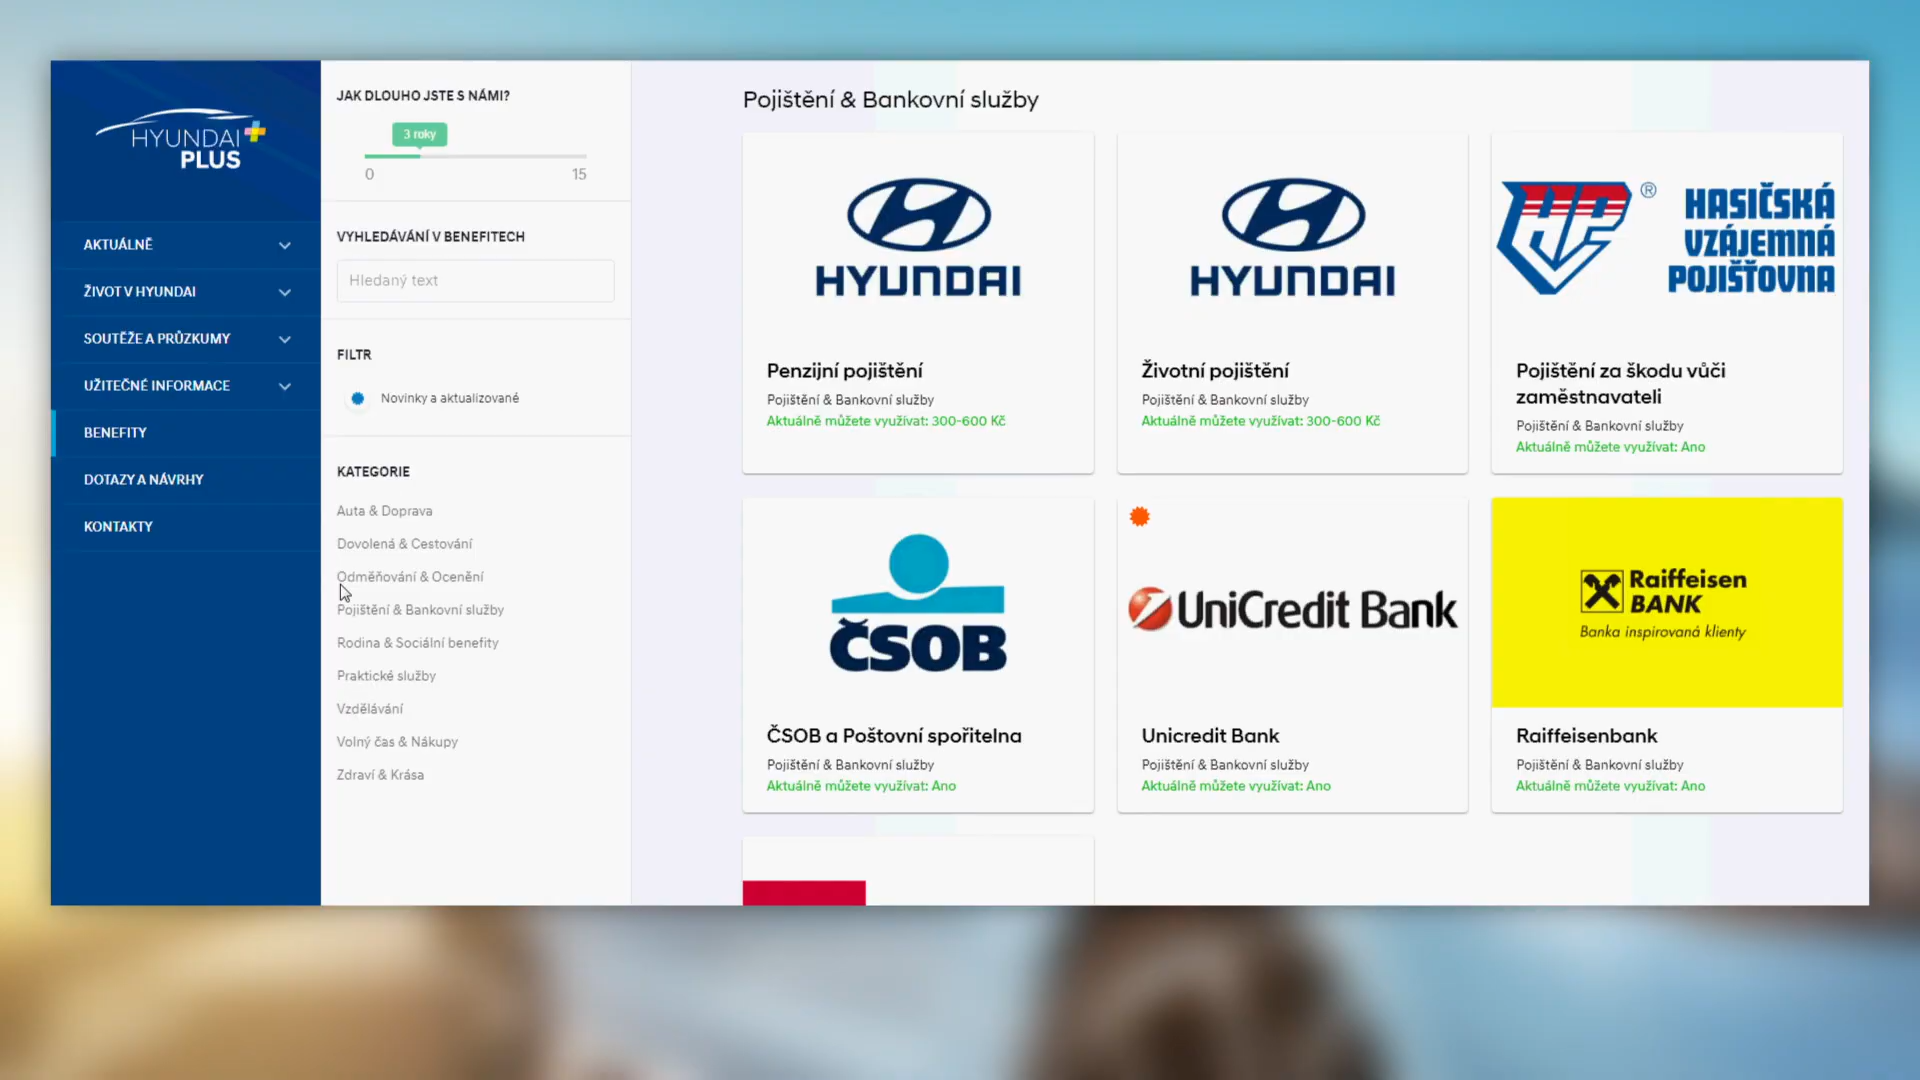 HYUNDAI
PLUS
AKTUÁLNĚ
ŽIVOT V HYUNDAI
SOUTĚŽE A PRŮZKUMY
UŽITEČNÉ INFORMACE
BENEFITY
DOTAZY A NÁVRHY
KONTAKTY
JAK DLOUHO JSTE S NÁMI?
3 roky
0 15
VYHLEDÁVÁNÍ V BENEFITECH
Hledaný text
FILTR
Novinky a aktualizované
KATEGORIE
Auta & Doprava
Dovolená & Cestování
Odměňování & Ocenění
Pojištění & Bankovní služby
Rodina & Sociální benefity
Praktické služby
Vzdělávání
Volný čas & Nákupy
Zdraví & Krása
Pojištění & Bankovní služby
HYUNDAI
Penzijní pojištění
Pojištění & Bankovní služby
Aktuálně můžete využívat: 300-600 Kč
HYUNDAI
Životní pojištění
Pojištění & Bankovní služby
Aktuálně můžete využívat: 300-600 Kč
HVP ®
HASIČSKÁ
VZÁJEMNÁ
POJIŠŤOVNA
Pojištění za škodu vůči
zaměstnavateli
Pojištění & Bankovní služby
Aktuálně můžete využívat: Ano
ČSOB
ČSOB a Poštovní spořitelna
Pojištění & Bankovní služby
Aktuálně můžete využívat: Ano
UniCredit Bank
Unicredit Bank
Pojištění & Bankovní služby
Aktuálně můžete využívat: Ano
Raiffeisen
BANK
Banka inspirovaná klienty
Raiffeisenbank
Pojištění & Bankovní služby
Aktuálně můžete využívat: Ano